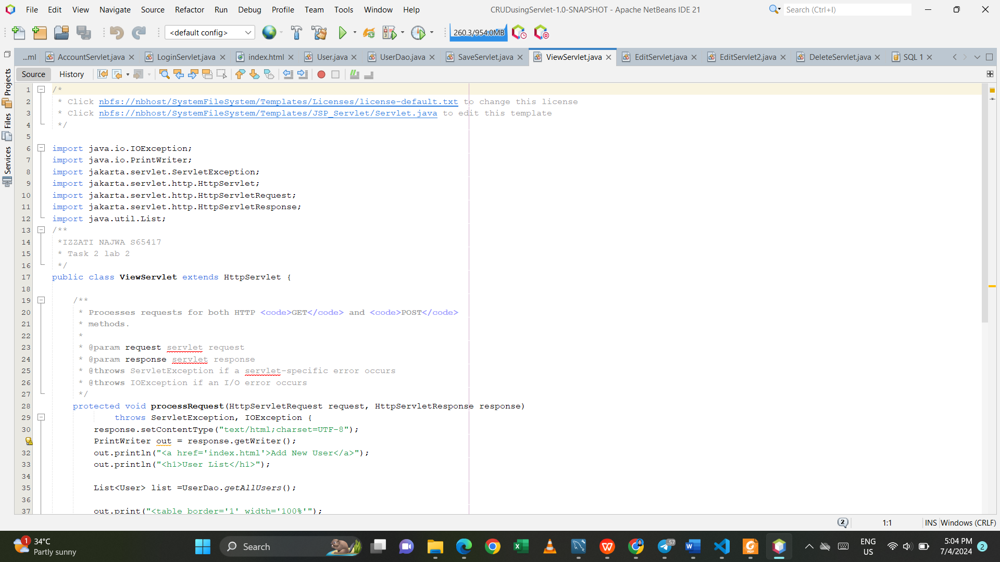 File Edit View Navigate Source Refactor Run Debug Profile Team Tools Window Help
CRUDusingServlet-1.0-SNAPSHOT - Apache NetBeans IDE 21
Search (Ctrl+I)
<default config>
260.3/954.0MB
...ml AccountServlet.java LoginServlet.java index.html User.java UserDao.java SaveServlet.java ViewServlet.java EditServlet.java EditServlet2.java DeleteServlet.java SQL 1
Source History
Projects
Files
Services
1 /*
2 * Click nbfs://nbhost/SystemFileSystem/Templates/Licenses/license-default.txt to change this license
3 * Click nbfs://nbhost/SystemFileSystem/Templates/JSP_Servlet/Servlet.java to edit this template
4 */
5
6 import java.io.IOException;
7 import java.io.PrintWriter;
8 import jakarta.servlet.ServletException;
9 import jakarta.servlet.http.HttpServlet;
10 import jakarta.servlet.http.HttpServletRequest;
11 import jakarta.servlet.http.HttpServletResponse;
12 import java.util.List;
13 /**
14 *IZZATI NAJWA S65417
15 * Task 2 lab 2
16 */
17 public class ViewServlet extends HttpServlet {
18
19 /**
20 * Processes requests for both HTTP <code>GET</code> and <code>POST</code>
21 * methods.
22 *
23 * @param request servlet request
24 * @param response servlet response
25 * @throws ServletException if a servlet-specific error occurs
26 * @throws IOException if an I/O error occurs
27 */
28 protected void processRequest(HttpServletRequest request, HttpServletResponse response)
29 throws ServletException, IOException {
30 response.setContentType("text/html;charset=UTF-8");
PrintWriter out = response.getWriter();
32 out.println("<a href='index.html'>Add New User</a>");
33 out.println("<h1>User List</h1>");
34
35 List<User> list =UserDao.getAllUsers();
36
37 out.print("<table border='1' width='100%'");
2 1:1 INS Windows (CRLF)
1
34°C
Partly sunny
Search
57
ENG
US
5:04 PM
7/4/2024
2